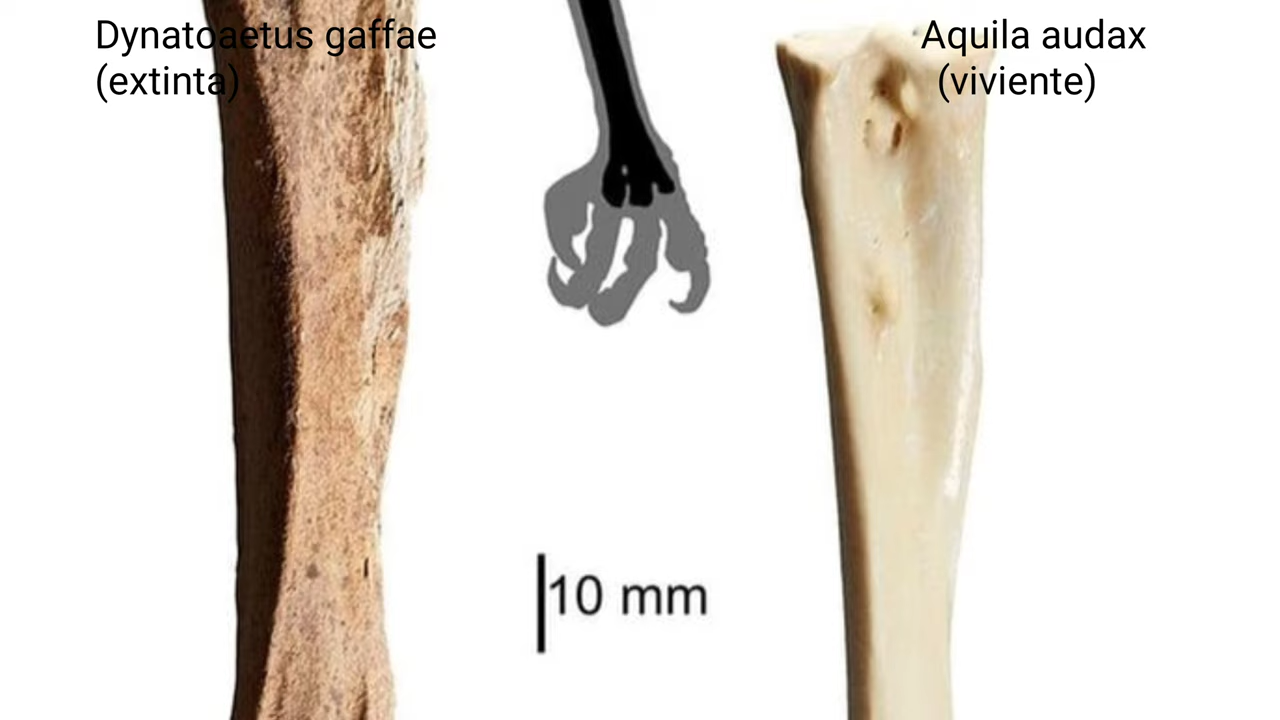 Dynatoaetus gaffae
(extinta)
Aquila audax
(viviente)
10 mm